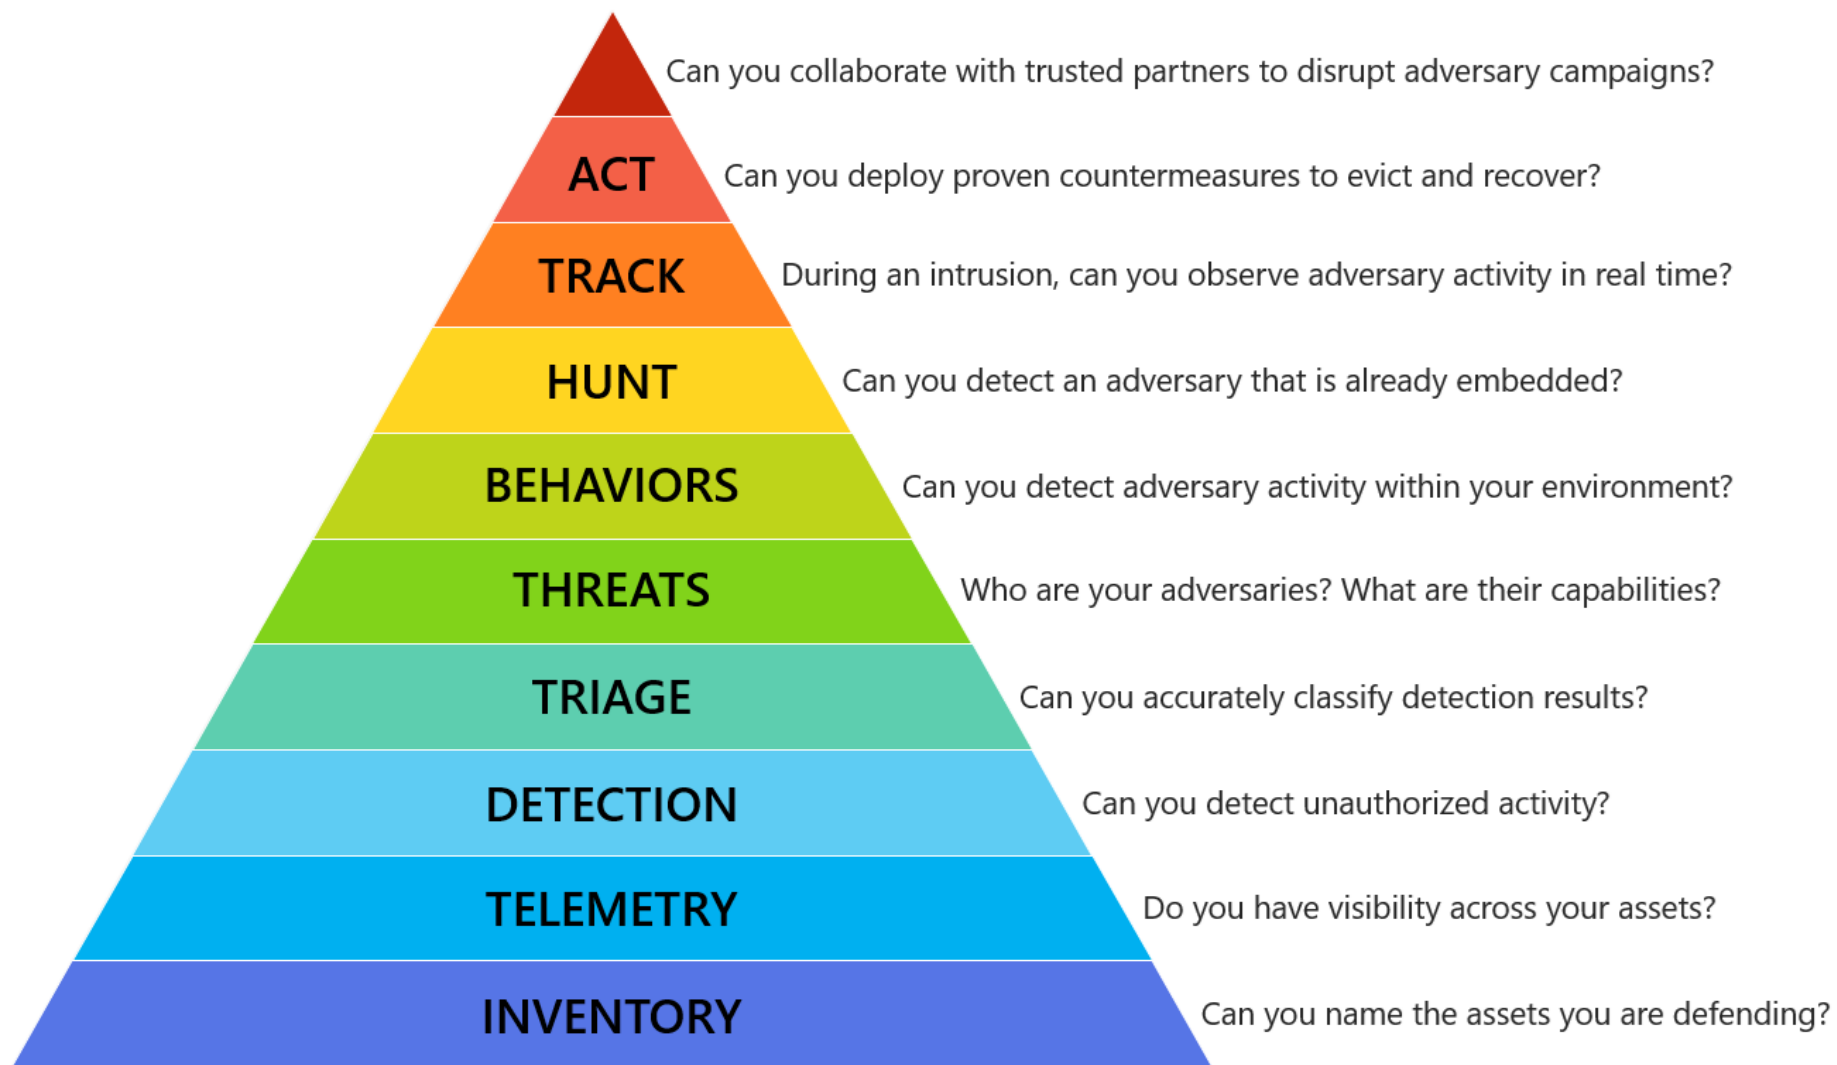 Can you collaborate with trusted partners to disrupt adversary campaigns?
ACT
Can you deploy proven countermeasures to evict and recover?
TRACK
During an intrusion, can you observe adversary activity in real time?
HUNT
Can you detect an adversary that is already embedded?
BEHAVIORS
Can you detect adversary activity within your environment?
THREATS
Who are your adversaries? What are their capabilities?
TRIAGE
Can you accurately classify detection results?
DETECTION
Can you detect unauthorized activity?
TELEMETRY
Do you have visibility across your assets?
INVENTORY
Can you name the assets you are defending?